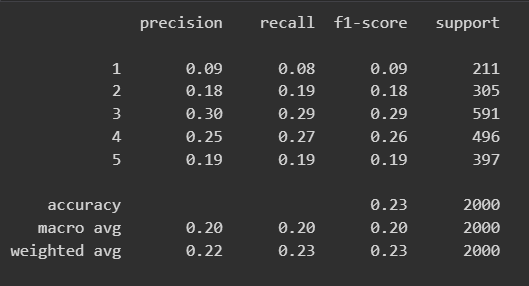 precision recall f1-score support
1 0.09 0.08 0.09 211
2 0.18 0.19 0.18 305
3 0.30 0.29 0.29 591
4 0.25 0.27 0.26 496
5 0.19 0.19 0.19 397
accuracy 0.23 2000
macro avg 0.20 0.20 0.20 2000
weighted avg 0.22 0.23 0.23 2000